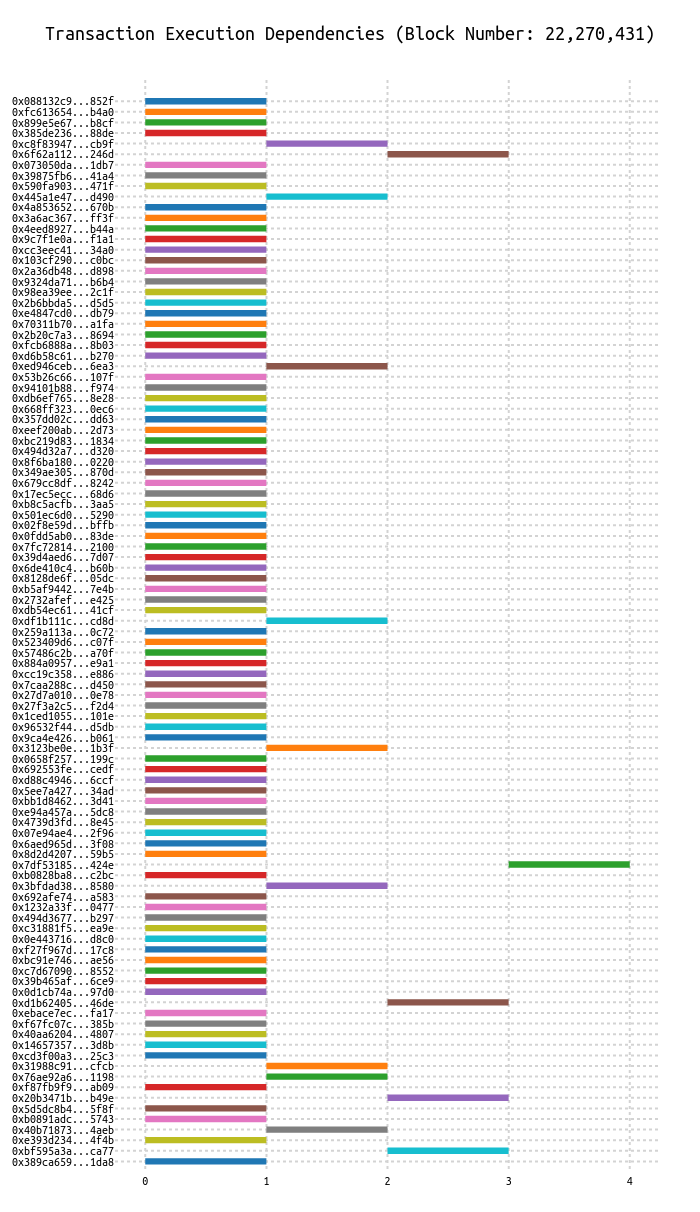 Transaction Execution Dependencies (Block Number: 22,270,431)
0x088132c9...852f
0xfc613654...b4a0
0x899e5e67...b8cf
0x385de236...88de
0xc8f83947...cb9f
0x6f62a112...246d
0x073050da...1db7
0x39875fb6...41a4
0x590fa903...471f
0x445a1e47...d490
0x4a853652...670b
0x3a6ac367...ff3f
0x4eed8927...b44a
0x9c7f1e0a...f1a1
0xcc3eec41...34a0
0x103cf290...c0bc
0x2a36db48...d898
0x9324da71...b6b4
0x98ea39ee...2c1f
0x2b6bbda5...d5d5
0xe4847cd0...db79
0x70311b70...a1fa
0x2b20c7a3...8694
0xfcb6888a...8b03
0xd6b58c61...b270
0xed946ceb...6ea3
0x53b26c66...107f
0x94101b88...f974
0xdb6ef765...8e28
0x668ff323...0ec6
0x357dd02c...dd63
0xeef200ab...2d73
0xbc219d83...1834
0x494d32a7...d320
0x8f6ba180...0220
0x349ae305...870d
0x679cc8df...8242
0x17ec5ecc...68d6
0xb8c5acfb...3aa5
0x501ec6d0...5290
0x02f8e59d...bffb
0x0fdd5ab0...83de
0x7fc72814...2100
0x39d4aed6...7d07
0x6de410c4...b60b
0x8128de6f...05dc
0xb5af9442...7e4b
0x2732afef...e425
0xdb54ec61...41cf
0xdf1b111c...cd8d
0x259a113a...0c72
0x523409d6...c07f
0x57486c2b...a70f
0x884a0957...e9a1
0xcc19c358...e886
0x7caa288c...d450
0x27d7a010...0e78
0x27f3a2c5...f2d4
0x1ced1055...101e
0x96532f44...d5db
0x9ca4e426...b061
0x3123be0e...1b3f
0x0658f257...199c
0x692553fe...cedf
0xd88c4946...6ccf
0x5ee7a427...34ad
0xbb1d8462...3d41
0xe94a457a...5dc8
0x4739d3fd...8e45
0x07e94ae4...2f96
0x6aed965d...3f08
0x8d2d4207...59b5
0x7df53185...424e
0xb0828ba8...c2bc
0x3bfdad38...8580
0x692afe74...a583
0x1232a33f...0477
0x494d3677...b297
0xc31881f5...ea9e
0x0e443716...d8c0
0xf27f967d...17c8
0xbc91e746...ae56
0xc7d67090...8552
0x39b465af...6ce9
0x0d1cb74a...97d0
0xd1b62405...46de
0xebace7ec...fa17
0xf67fc07c...385b
0x40aa6204...4807
0x14657357...3d8b
0xcd3f00a3...25c3
0x31988c91...cfcb
0x76ae92a6...1198
0xf87fb9f9...ab09
0x20b3471b...b49e
0x5d5dc8b4...5f8f
0xb0891adc...5743
0x40b71873...4aeb
0xe393d234...4f4b
0xbf595a3a...ca77
0x389ca659...1da8
0 1 2 3 4